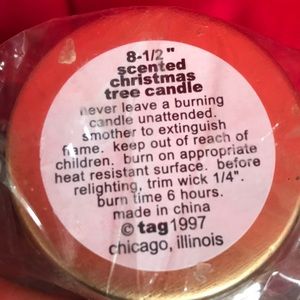 8-1/2"
scented
christmas
tree candle
never leave a burning
candle unattended.
smother to extinguish
flame. keep out of reach of
children. burn on appropriate
heat resistant surface. before
relighting, trim wick 1/4".
burn time 6 hours.
made in china
© tag 1997
chicago, illinois